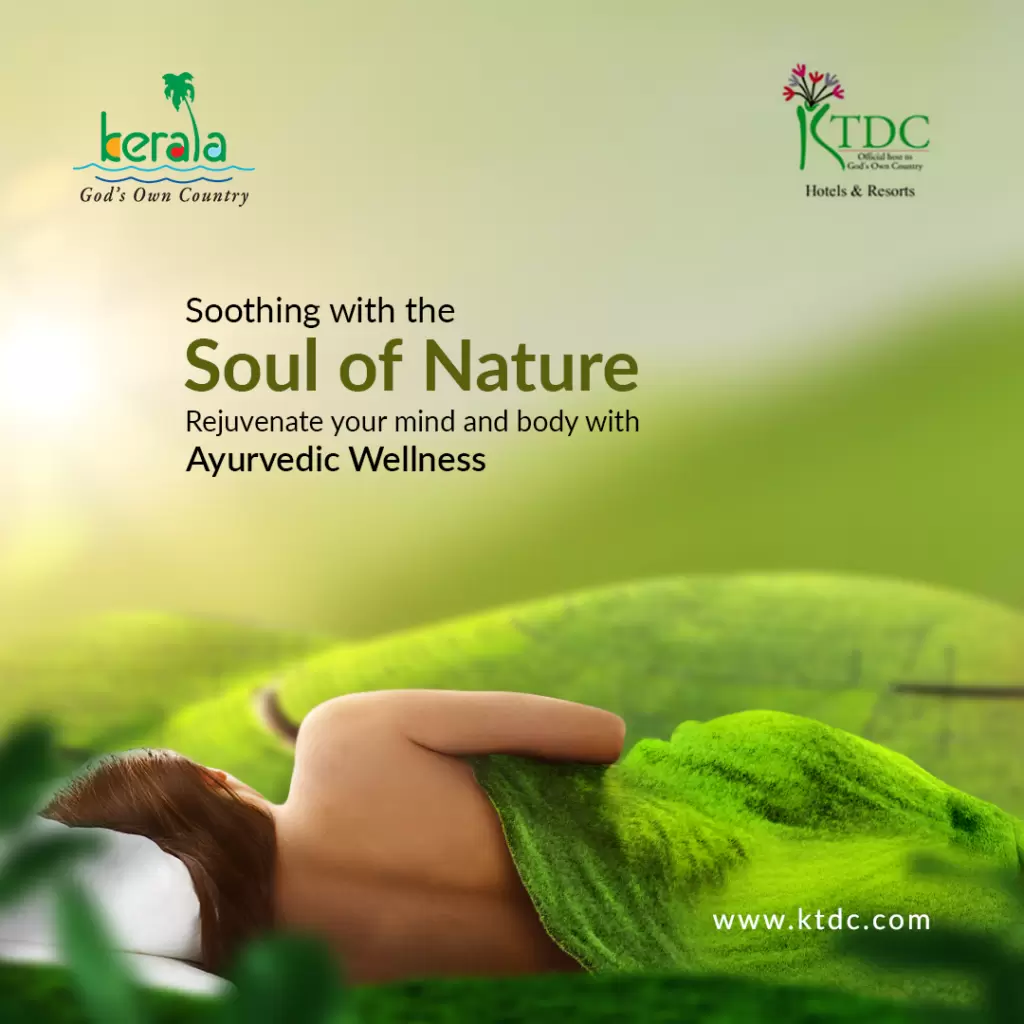 kerala
God's Own Country
KTDC
Official host to
God's Own Country
Hotels & Resorts
Soothing with the
Soul of Nature
Rejuvenate your mind and body with
Ayurvedic Wellness
www.ktdc.com